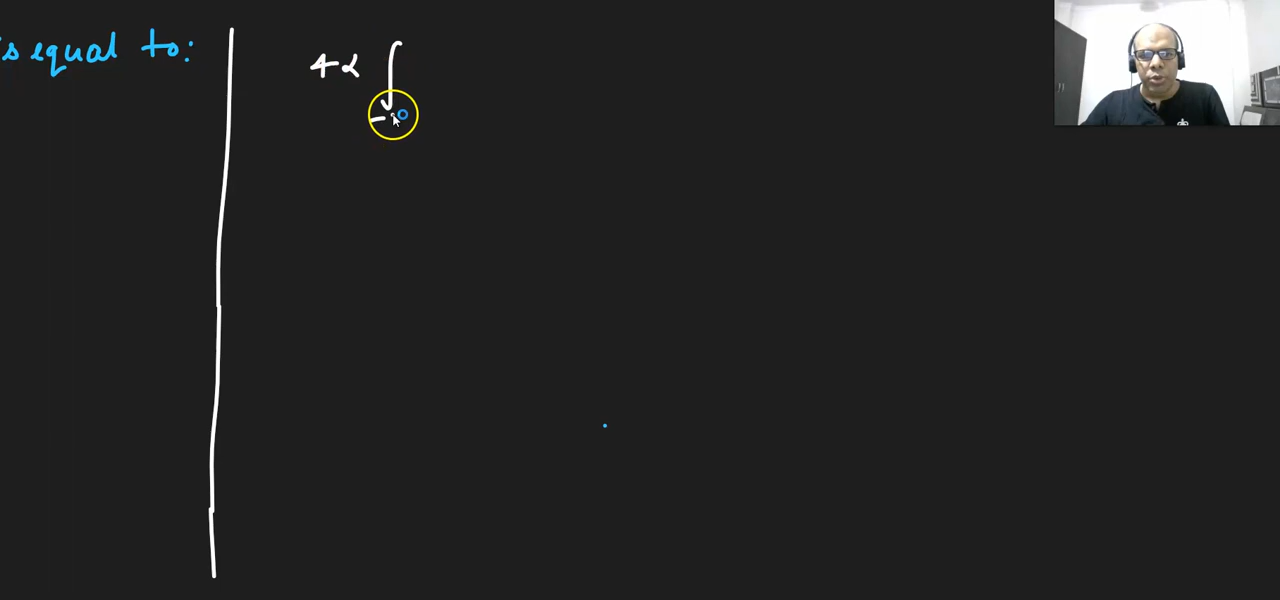 s equal to:
4α ∫
-